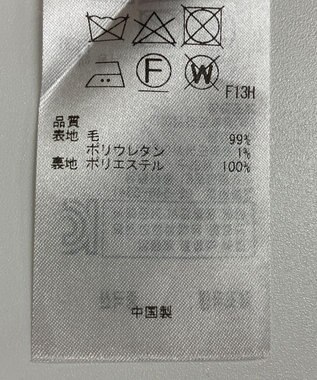 F
W
F13H
品質
表地 毛 99%
ポリウレタン 1%
裏地 ポリエステル 100%
中国製